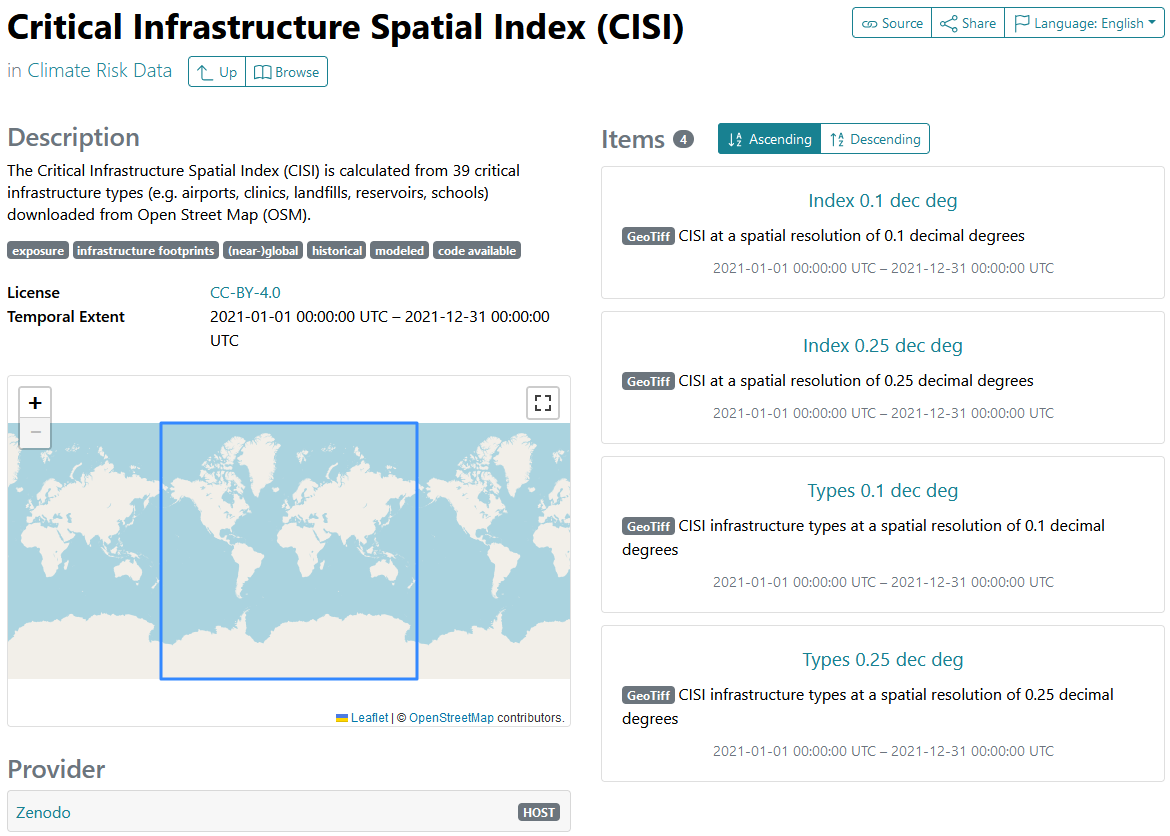 Critical Infrastructure Spatial Index (CISI)
Source
Share
Language: English
in Climate Risk Data
Up
Browse
Description
The Critical Infrastructure Spatial Index (CISI) is calculated from 39 critical
infrastructure types (e.g. airports, clinics, landfills, reservoirs, schools)
downloaded from Open Street Map (OSM).
exposure infrastructure footprints (near-)global historical modeled code available
License CC-BY-4.0
Temporal Extent 2021-01-01 00:00:00 UTC – 2021-12-31 00:00:00
UTC
+
−
Leaflet | © OpenStreetMap contributors.
Provider
Zenodo HOST
Items 4
Ascending
Descending
Index 0.1 dec deg
GeoTiff CISI at a spatial resolution of 0.1 decimal degrees
2021-01-01 00:00:00 UTC – 2021-12-31 00:00:00 UTC
Index 0.25 dec deg
GeoTiff CISI at a spatial resolution of 0.25 decimal degrees
2021-01-01 00:00:00 UTC – 2021-12-31 00:00:00 UTC
Types 0.1 dec deg
GeoTiff CISI infrastructure types at a spatial resolution of 0.1 decimal
degrees
2021-01-01 00:00:00 UTC – 2021-12-31 00:00:00 UTC
Types 0.25 dec deg
GeoTiff CISI infrastructure types at a spatial resolution of 0.25 decimal
degrees
2021-01-01 00:00:00 UTC – 2021-12-31 00:00:00 UTC